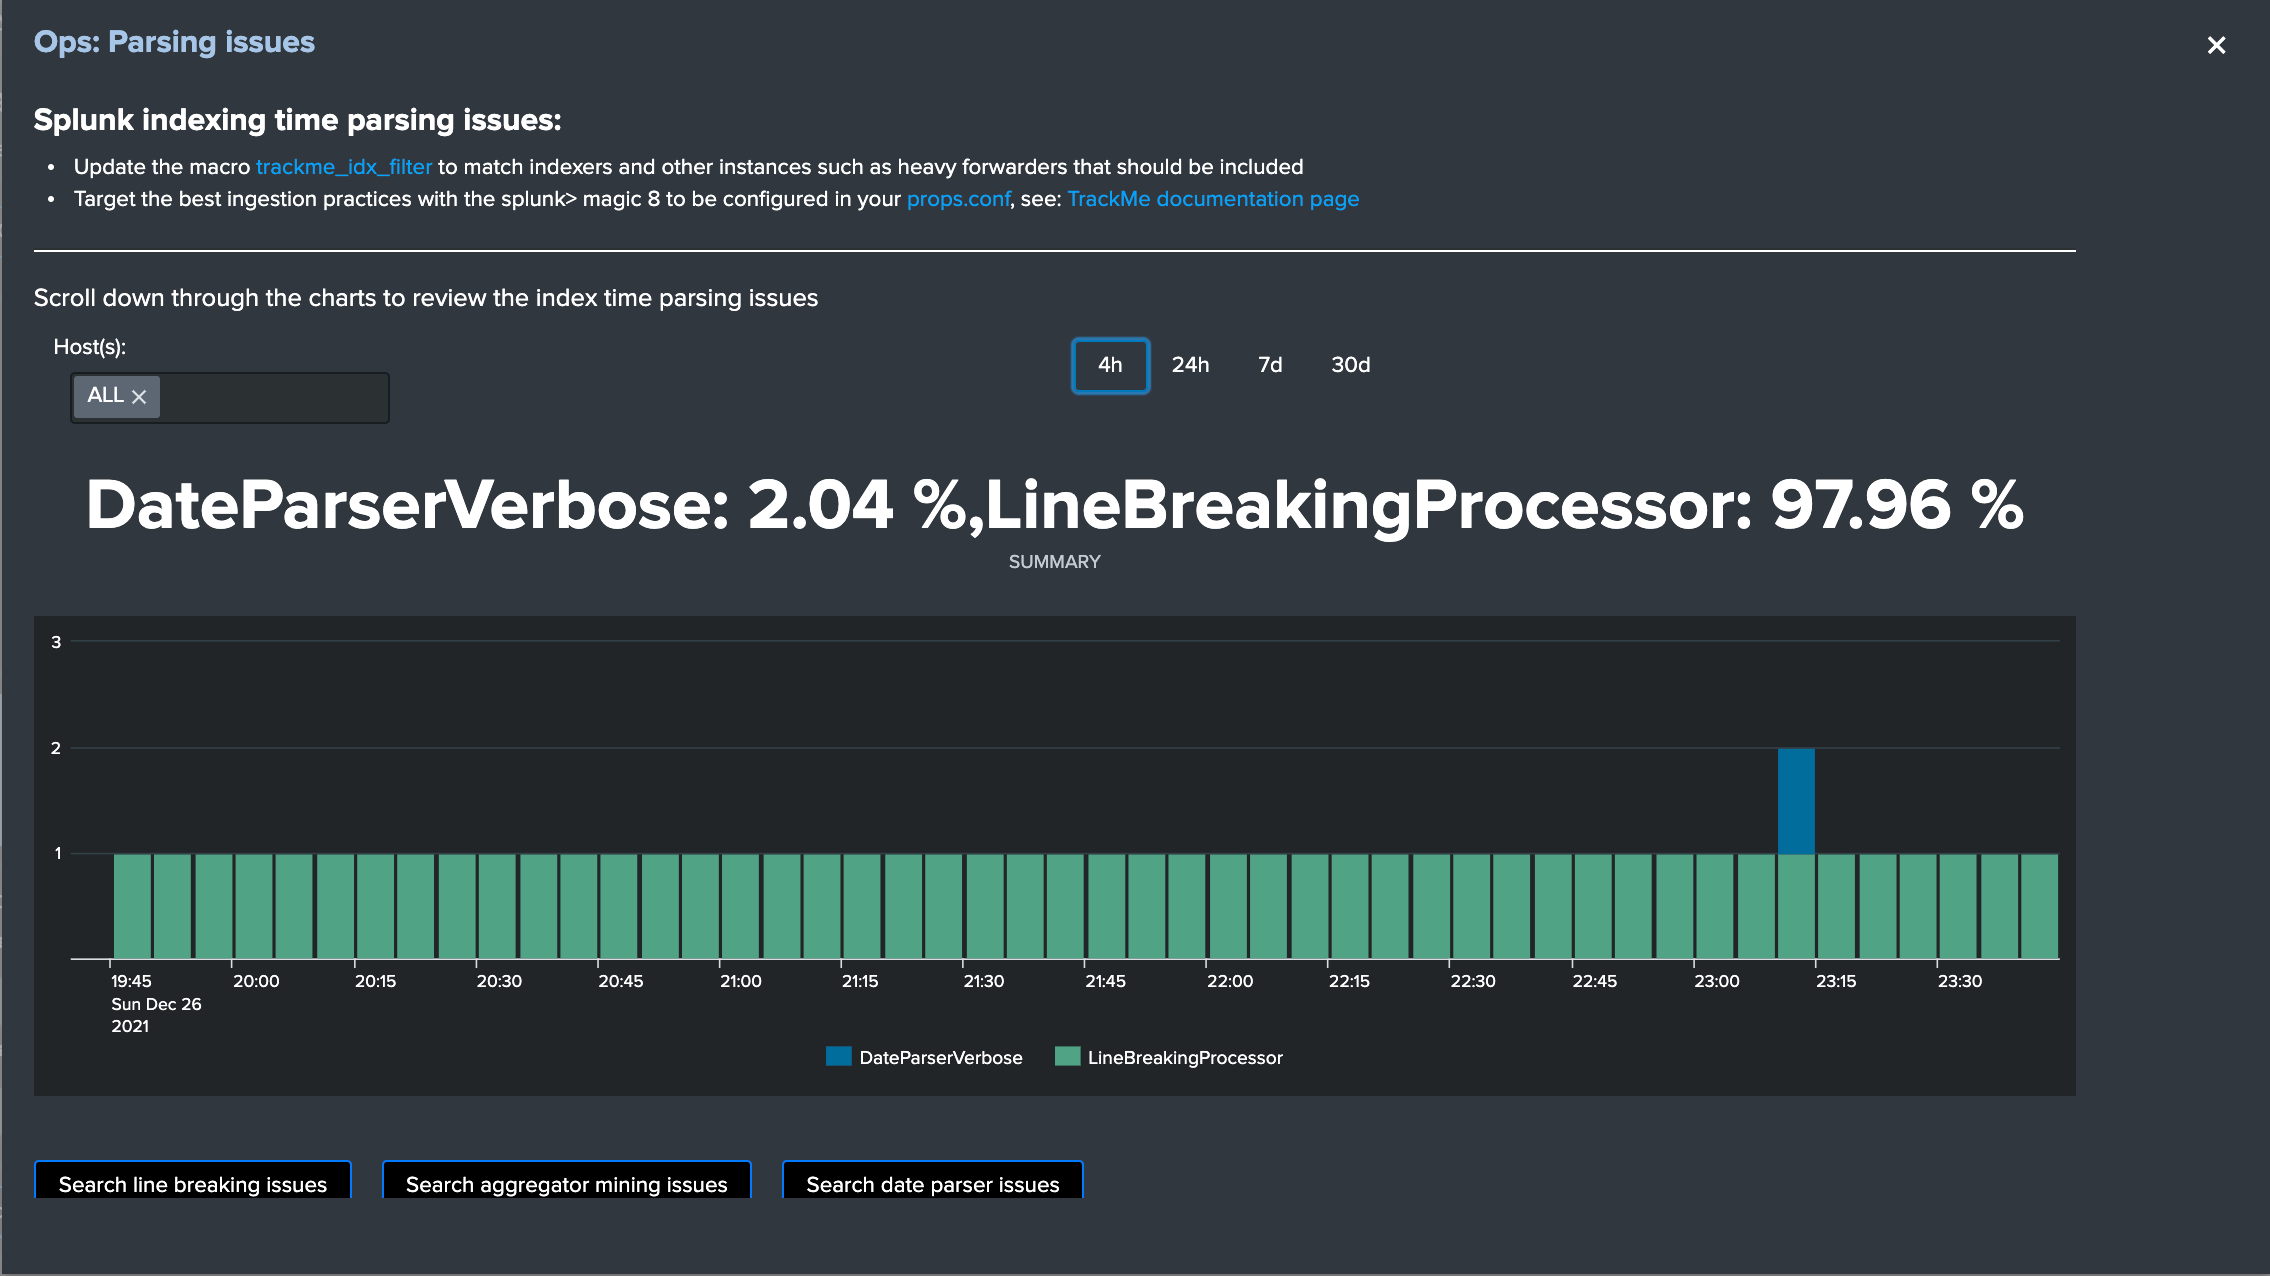 Ops: Parsing issues
Splunk indexing time parsing issues:
• Update the macro trackme_idx_filter to match indexers and other instances such as heavy forwarders that should be included
• Target the best ingestion practices with the splunk> magic 8 to be configured in your props.conf, see: TrackMe documentation page
Scroll down through the charts to review the index time parsing issues
Host(s):
ALL
4h 24h 7d 30d
DateParserVerbose: 2.04 %,LineBreakingProcessor: 97.96 %
SUMMARY
3
2
1
19:45 20:00 20:15 20:30 20:45 21:00 21:15 21:30 21:45 22:00 22:15 22:30 22:45 23:00 23:15 23:30
Sun Dec 26
2021
DateParserVerbose LineBreakingProcessor
Search line breaking issues Search aggregator mining issues Search date parser issues